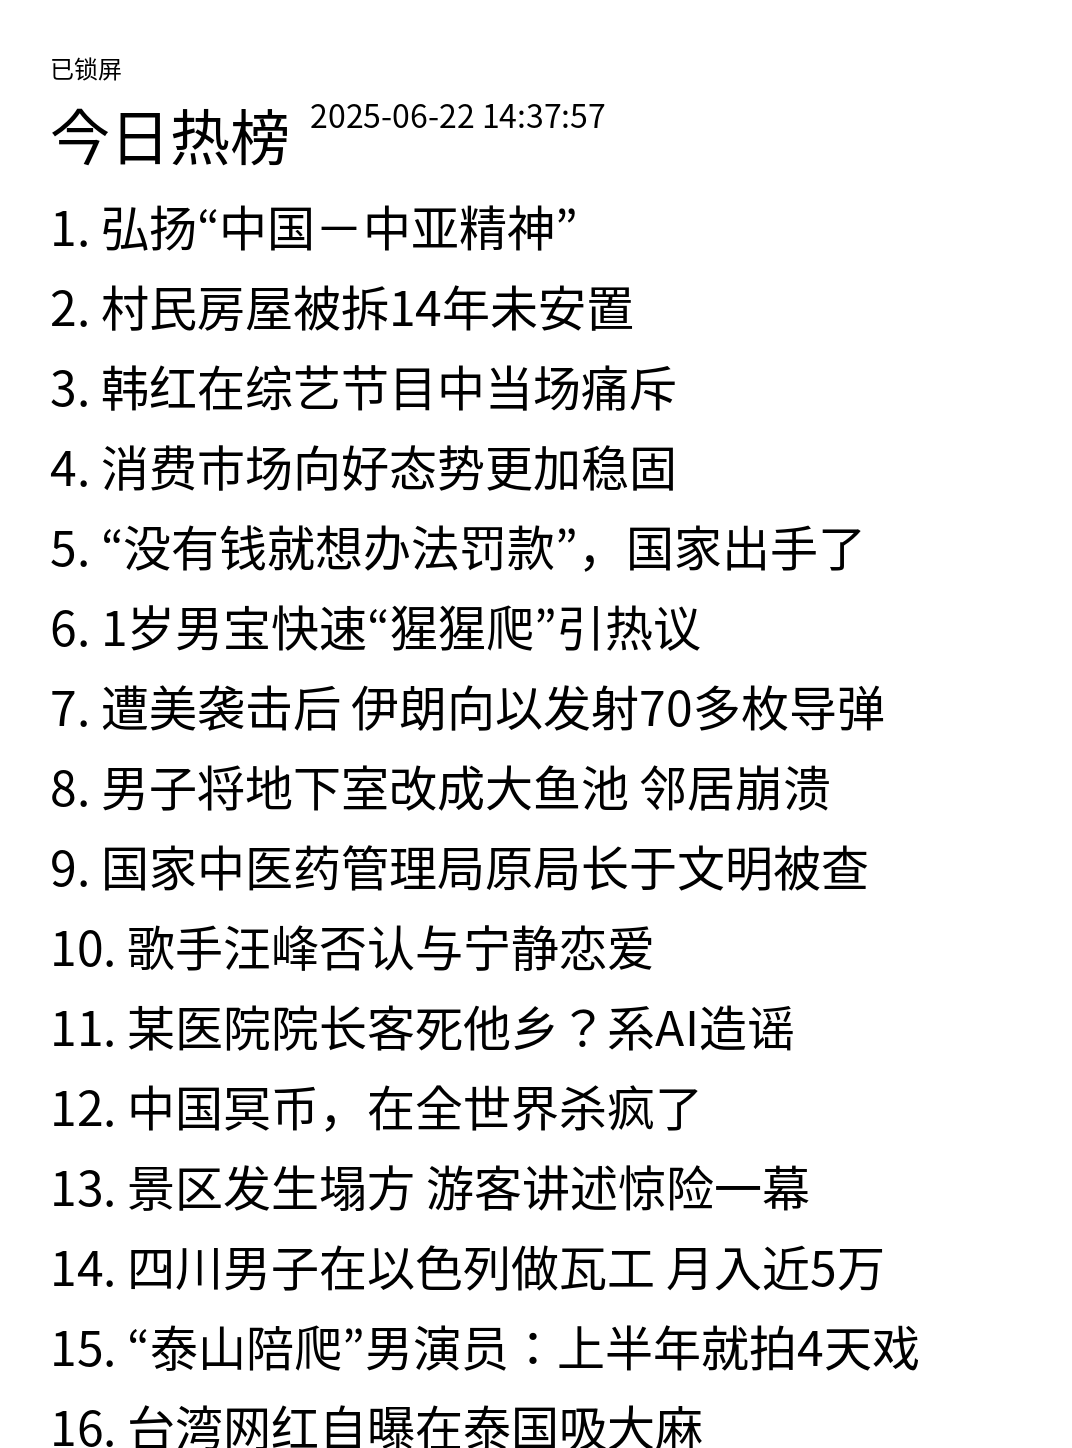 已锁屏
今日热榜 2025-06-22 14:37:57
1. 弘扬“中国－中亚精神”
2. 村民房屋被拆14年未安置
3. 韩红在综艺节目中当场痛斥
4. 消费市场向好态势更加稳固
5. “没有钱就想办法罚款”，国家出手了
6. 1岁男宝快速“猩猩爬”引热议
7. 遭美袭击后 伊朗向以发射70多枚导弹
8. 男子将地下室改成大鱼池 邻居崩溃
9. 国家中医药管理局原局长于文明被查
10. 歌手汪峰否认与宁静恋爱
11. 某医院院长客死他乡？系AI造谣
12. 中国冥币，在全世界杀疯了
13. 景区发生塌方 游客讲述惊险一幕
14. 四川男子在以色列做瓦工 月入近5万
15. “泰山陪爬”男演员：上半年就拍4天戏
16. 台湾网红自曝在泰国吸大麻